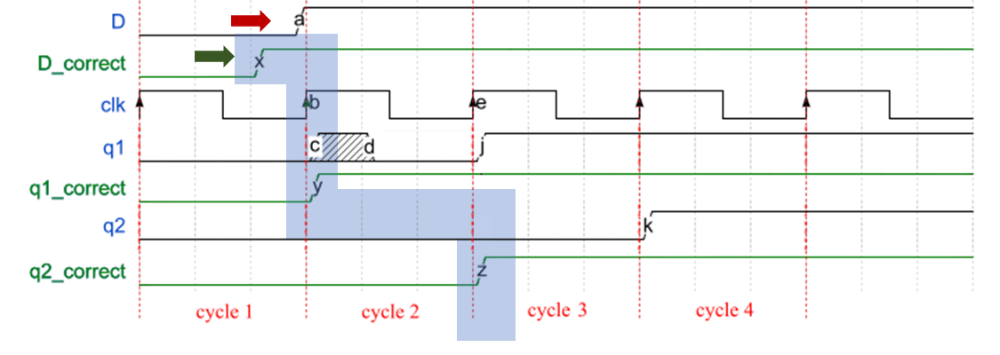 D a
D_correct x
clk b e
q1 c d j
q1_correct y
q2 k
q2_correct z
cycle 1 cycle 2 cycle 3 cycle 4